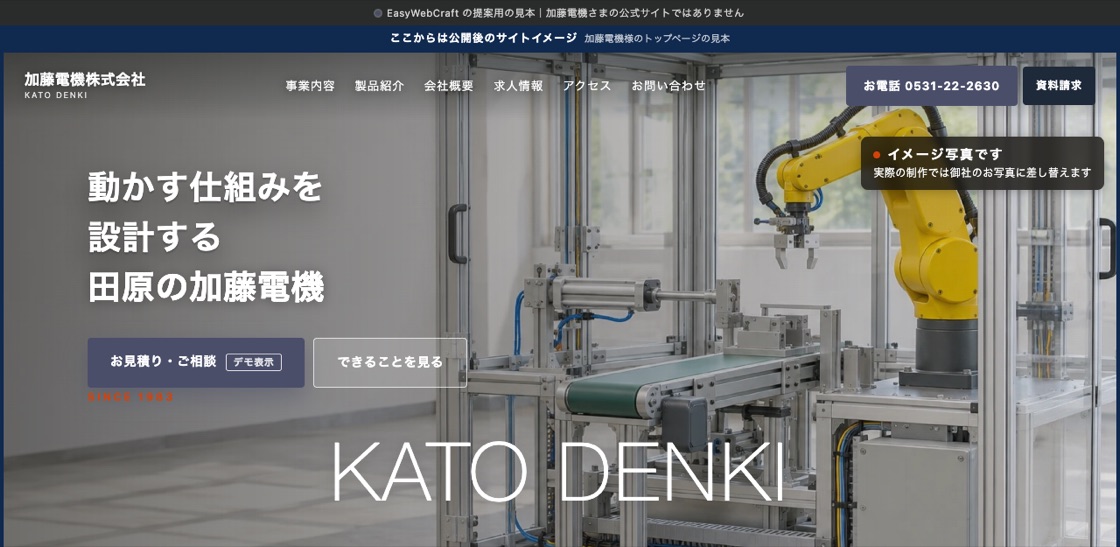 EasyWebCraft の提案用の見本｜加藤電機さまの公式サイトではありません
ここからは公開後のサイトイメージ 加藤電機様のトップページの見本
加藤電機株式会社
KATO DENKI
事業内容 製品紹介 会社概要 求人情報 アクセス お問い合わせ
お電話 0531-22-2630
資料請求
イメージ写真です
実際の制作では御社のお写真に差し替えます
動かす仕組みを
設計する
田原の加藤電機
お見積り・ご相談 デモ表示
できることを見る
KATO DENKI